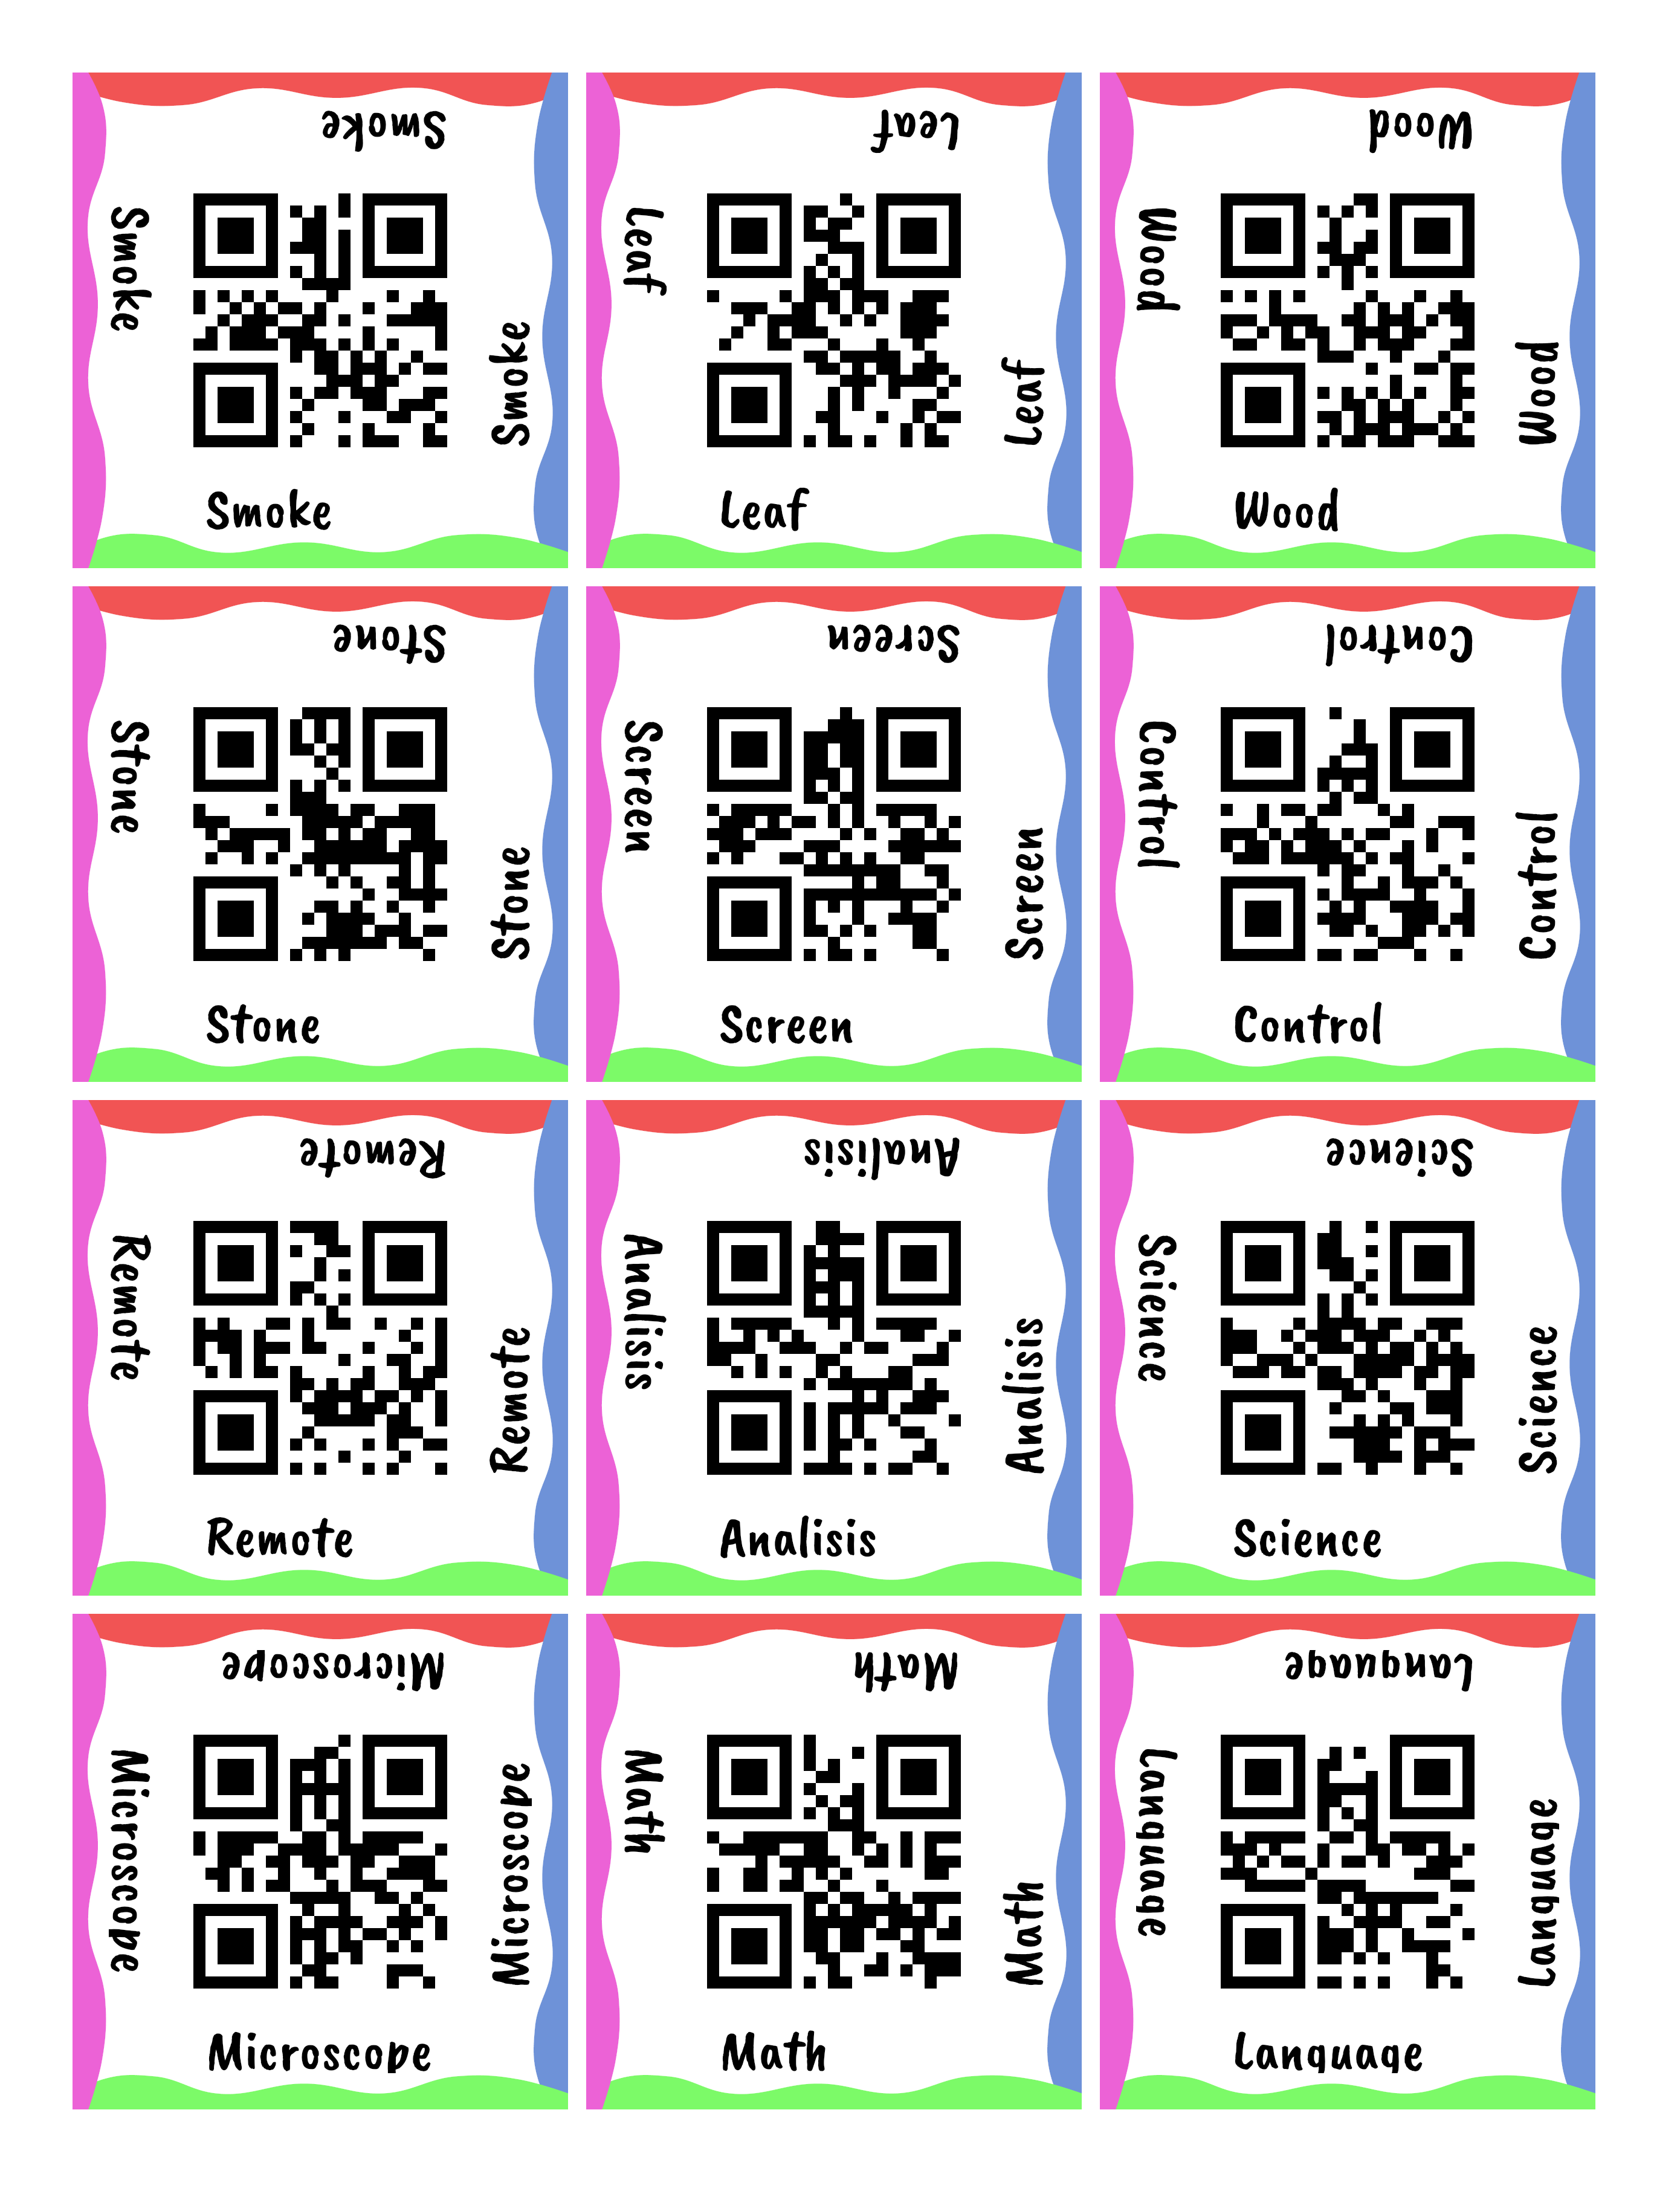 Smoke
Smoke
Smoke
Smoke
Leaf
Leaf
Leaf
Leaf
Wood
Wood
Wood
Wood
Stone
Stone
Stone
Stone
Screen
Screen
Screen
Screen
Control
Control
Control
Control
Remote
Remote
Remote
Remote
Analisis
Analisis
Analisis
Analisis
Science
Science
Science
Science
Microscope
Microscope
Microscope
Microscope
Math
Math
Math
Math
Language
Language
Language
Language